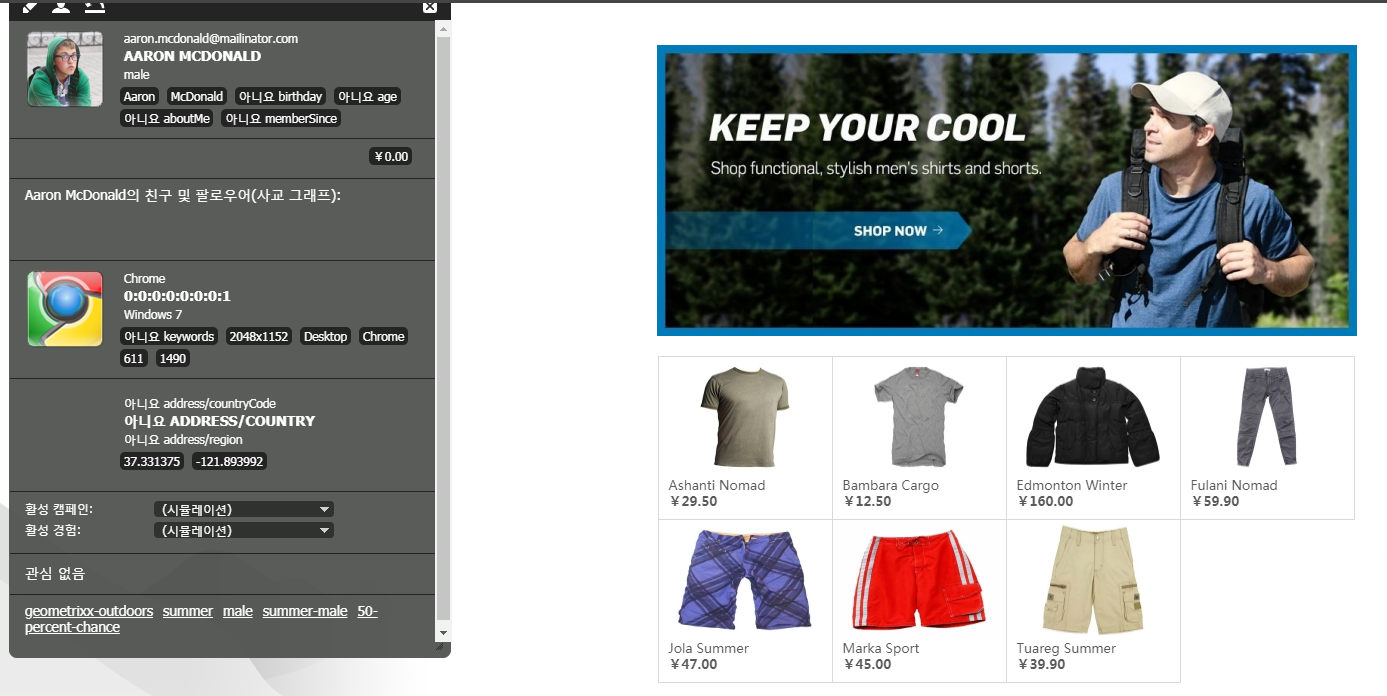 aaron.mcdonald@mailinator.com
AARON MCDONALD
male
Aaron McDonald 아니요 birthday 아니요 age
아니요 aboutMe 아니요 memberSince
¥0.00
Aaron McDonald의 친구 및 팔로우어(사교 그래프):
Chrome
0:0:0:0:0:0:0:1
Windows 7
아니요 keywords 2048x1152 Desktop Chrome
611 1490
아니요 address/countryCode
아니요 ADDRESS/COUNTRY
아니요 address/region
37.331375 -121.893992
활성 캠페인: (시뮬레이션)
활성 경험: (시뮬레이션)
관심 없음
geometrixx-outdoors summer male summer-male 50-
percent-chance
KEEP YOUR COOL
Shop functional, stylish men's shirts and shorts.
SHOP NOW →
Ashanti Nomad
¥29.50
Bambara Cargo
¥12.50
Edmonton Winter
¥160.00
Fulani Nomad
¥59.90
Jola Summer
¥47.00
Marka Sport
¥45.00
Tuareg Summer
¥39.90